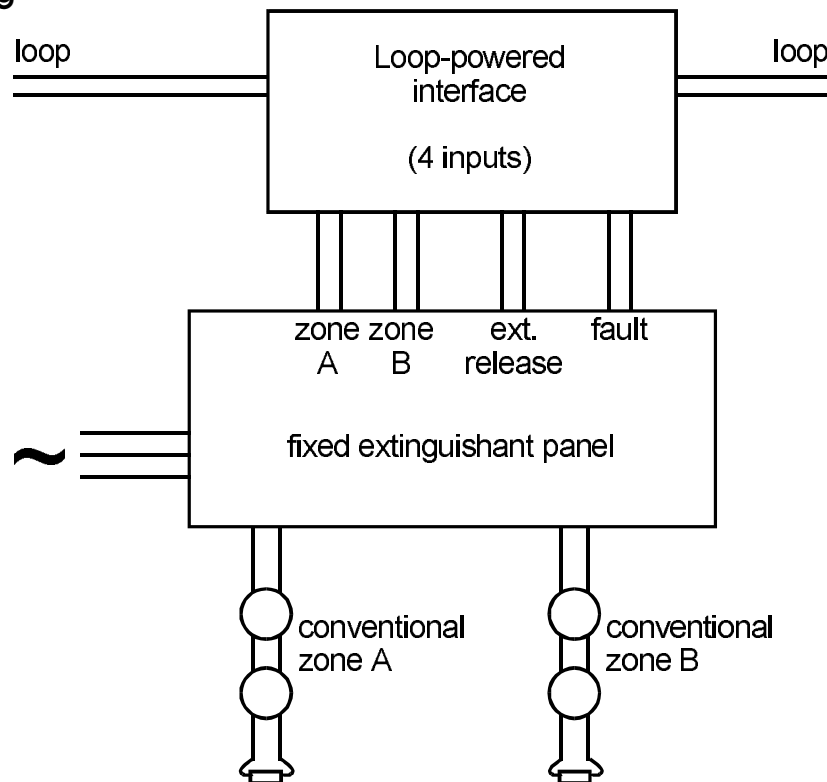 loop
loop
Loop-powered
interface
(4 inputs)
zone zone ext. fault
A B release
~
fixed extinguishant panel
conventional
zone A
conventional
zone B